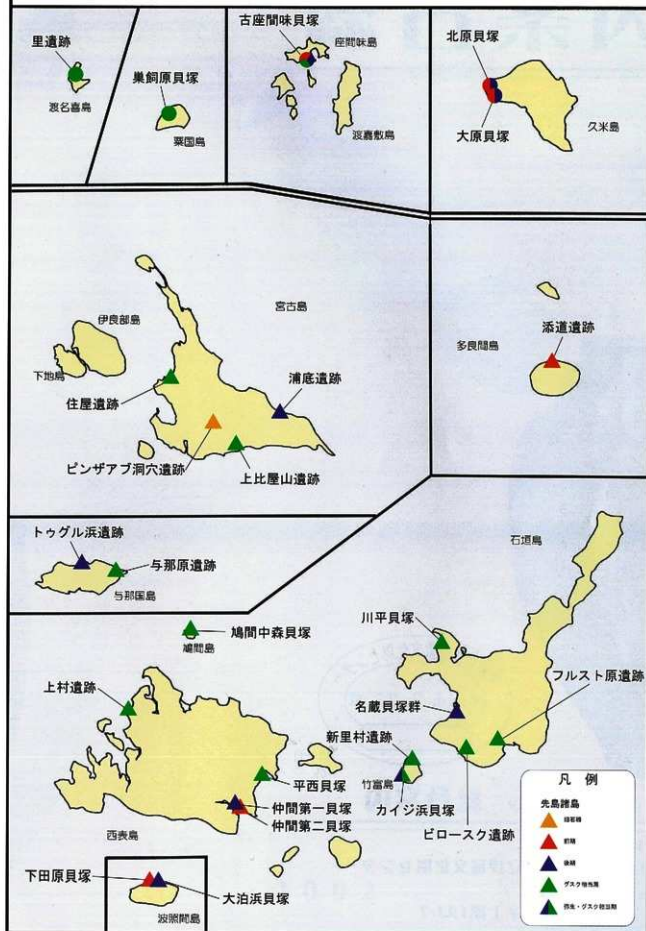 里遺跡
渡名喜島
巣飼原貝塚
粟国島
古座間味貝塚
座間味島
渡嘉敷島
北原貝塚
大原貝塚
久米島
伊良部島
宮古島
下地島
住屋遺跡
浦底遺跡
ピンザアブ洞穴遺跡
上比屋山遺跡
多良間島
添道遺跡
トゥグル浜遺跡
与那原遺跡
与那国島
石垣島
鳩間中森貝塚
鳩間島
川平貝塚
上村遺跡
名蔵貝塚群
フルスト原遺跡
新里村遺跡
平西貝塚
竹富島
カイジ浜貝塚
仲間第一貝塚
仲間第二貝塚
ビロースク遺跡
西表島
下田原貝塚
大泊浜貝塚
波照間島
凡 例
先島諸島
旧石器
前期
後期
グスク相当期